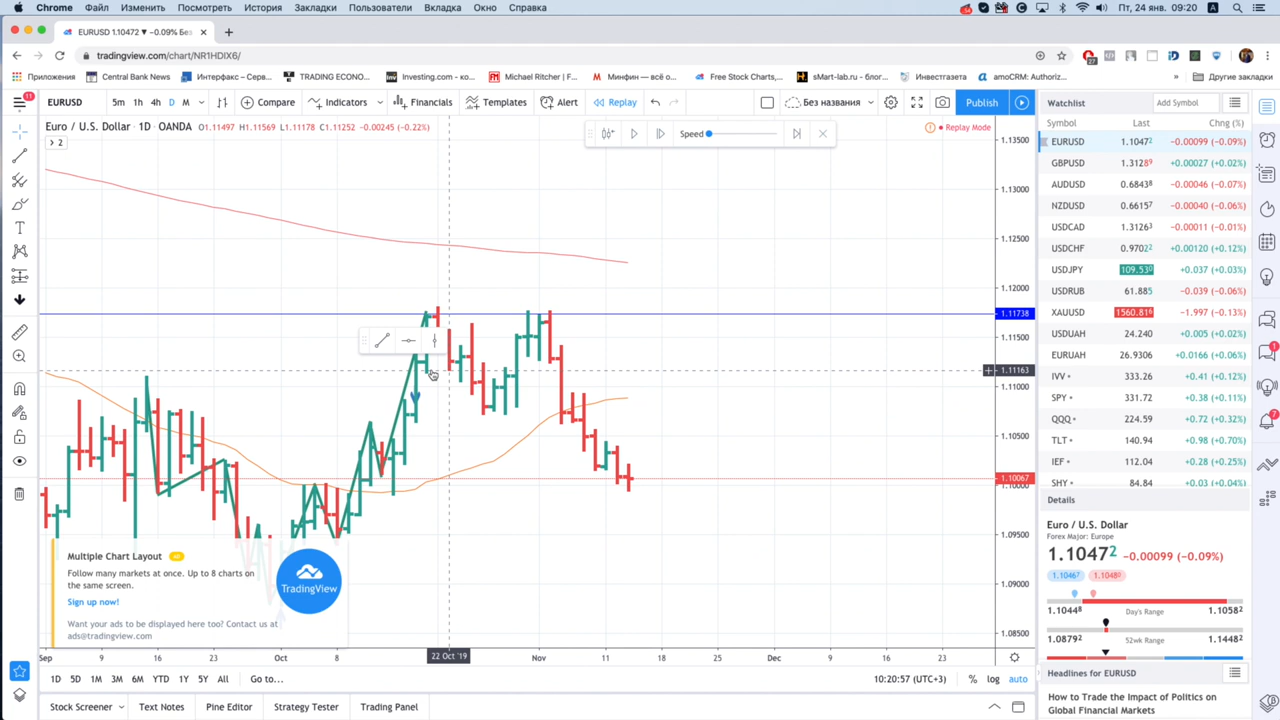 Chrome Файл Изменить Посмотреть История Закладки Пользователи Вкладка Окно Справка Пт, 24 янв. 09:20
EURUSD 1.10472 ▼ −0.09% Без
tradingview.com/chart/NR1HDIX6/
Приложения Central Bank News Интерфакс – Серв... TRADING ECONO... Investing.com - ко... Michael Ritcher | F... Минфин — всё о... Free Stock Charts,... sMart-lab.ru - блог... Инвестгазета amoCRM: Authoriz... » Другие закладки
11 EURUSD 5m 1h 4h D M Compare Indicators Financials Templates Alert Replay Без названия Publish
Watchlist Add Symbol
Euro / U.S. Dollar • 1D • OANDA O1.11497 H1.11569 L1.11178 C1.11252 −0.00245 (−0.22%)
Speed
Replay Mode
2
Symbol Last Chng (%)
EURUSD 1.10472 −0.00099 (−0.09%)
GBPUSD 1.31289 +0.00027 (+0.02%)
AUDUSD 0.68438 −0.00046 (−0.07%)
NZDUSD 0.66157 −0.00040 (−0.06%)
USDCAD 1.31263 −0.00011 (−0.01%)
USDCHF 0.97022 +0.00120 (+0.12%)
USDJPY 109.530 +0.037 (+0.03%)
USDRUB 61.885 −0.039 (−0.06%)
XAUUSD 1560.816 −1.997 (−0.13%)
USDUAH 24.240 +0.005 (+0.02%)
EURUAH 26.9306 +0.0166 (+0.06%)
IVV 333.26 +0.41 (+0.12%)
SPY 331.72 +0.38 (+0.11%)
QQQ 224.59 +0.72 (+0.32%)
TLT 140.94 +0.98 (+0.70%)
IEF 112.04 +0.28 (+0.25%)
SHY 84.84 +0.03 (+0.04%)
1.13500
1.13000
1.12500
1.12000
1.11738
1.11500
1.11163
1.11000
1.10500
1.10067
1.10000
1.09500
1.09000
1.08500
Details
Euro / U.S. Dollar
Forex Major: Europe
1.10472 −0.00099 (−0.09%)
1.10467 1.10480
1.10448 Day's Range 1.10582
1.08792 52wk Range 1.14482
Headlines for EURUSD
How to Trade the Impact of Politics on
Global Financial Markets
Multiple Chart Layout AD
Follow many markets at once. Up to 8 charts on
the same screen.
Sign up now!
Want your ads to be displayed here too? Contact us at
ads@tradingview.com
TradingView
Sep 9 16 23 Oct 8 22 Oct '19 Nov 11 18 25 Dec 9 16 23
1D 5D 1M 3M 6M YTD 1Y 5Y All Go to... 10:20:57 (UTC+3) % log auto
Stock Screener Text Notes Pine Editor Strategy Tester Trading Panel